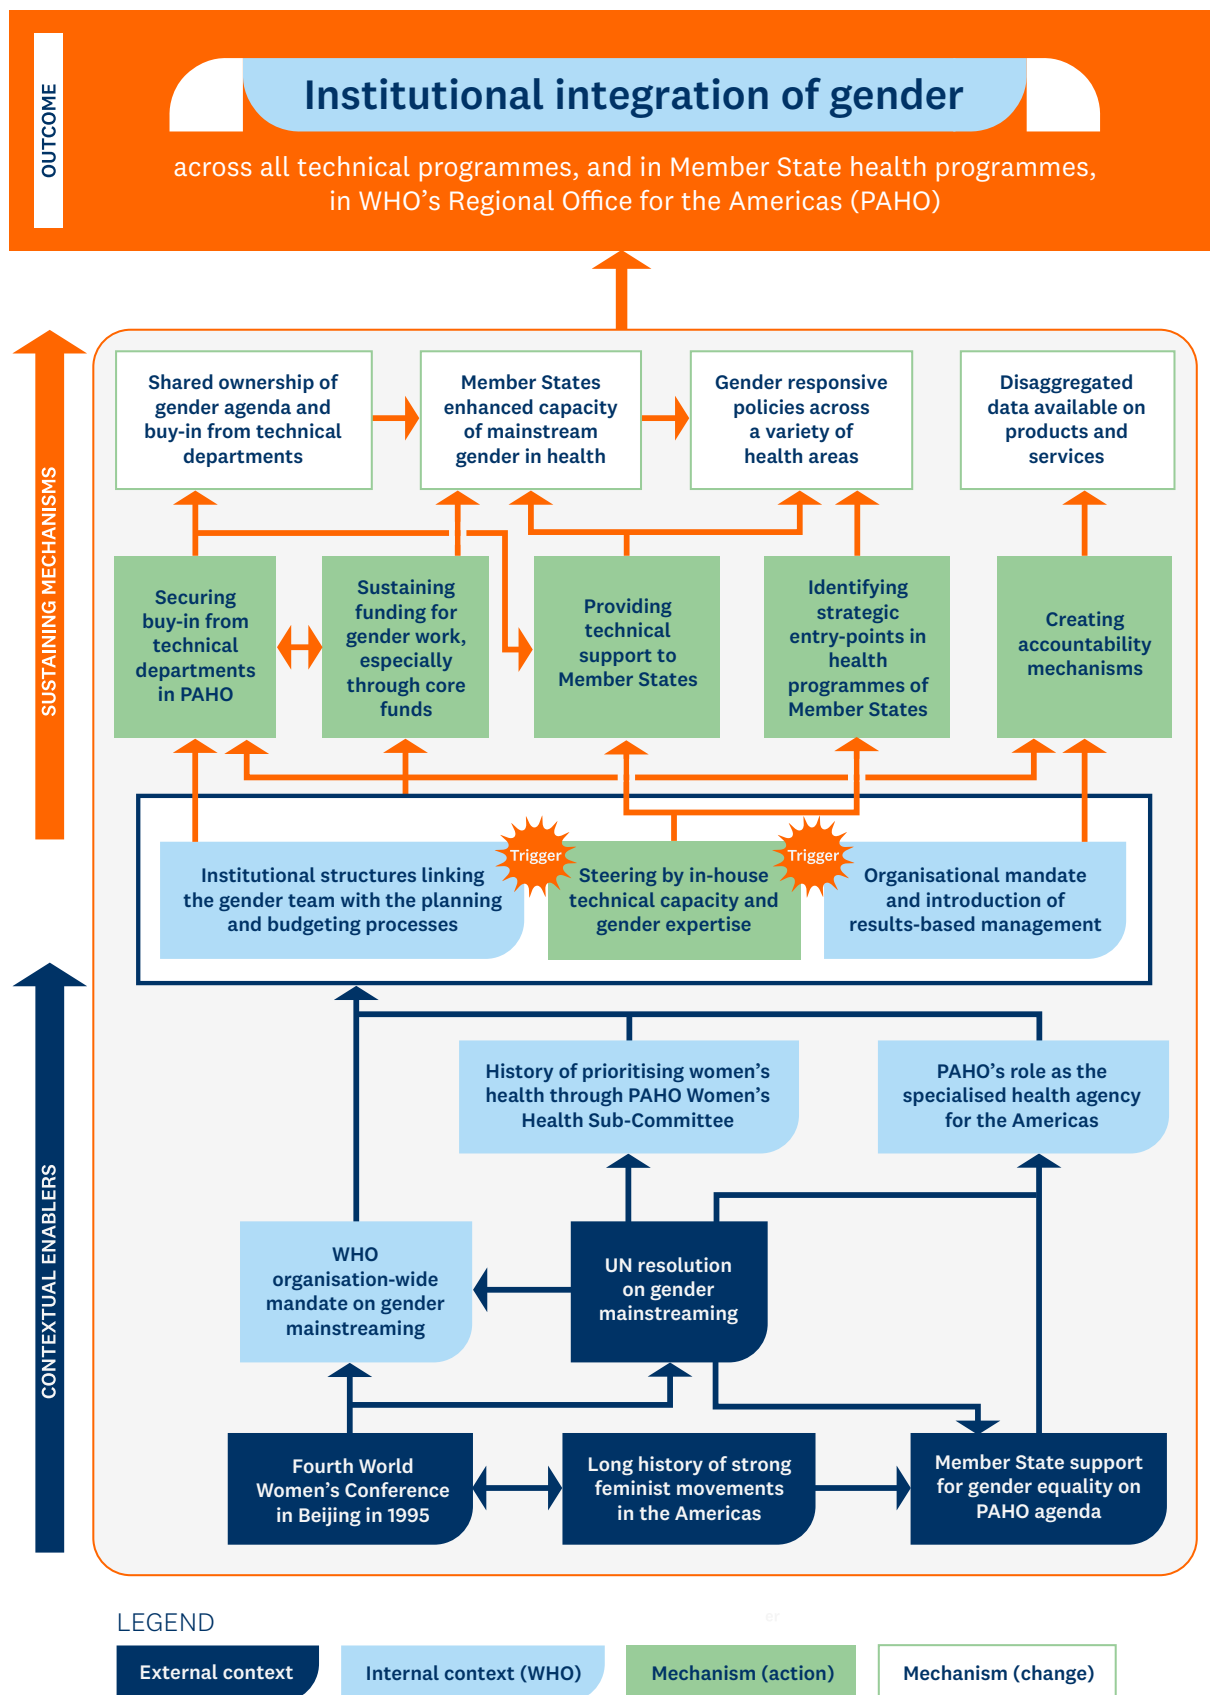 OUTCOME
Institutional integration of gender
across all technical programmes, and in Member State health programmes,
in WHO's Regional Office for the Americas (PAHO)
SUSTAINING MECHANISMS
Shared ownership of
gender agenda and
buy-in from technical
departments
Member States
enhanced capacity
of mainstream
gender in health
Gender responsive
policies across
a variety of
health areas
Disaggregated
data available on
products and
services
Securing
buy-in from
technical
departments
in PAHO
Sustaining
funding for
gender work,
especially
through core
funds
Providing
technical
support to
Member States
Identifying
strategic
entry-points in
health
programmes of
Member States
Creating
accountability
mechanisms
Institutional structures linking
the gender team with the planning
and budgeting processes
Trigger
Steering by in-house
technical capacity and
gender expertise
Trigger
Organisational mandate
and introduction of
results-based management
CONTEXTUAL ENABLERS
History of prioritising women's
health through PAHO Women's
Health Sub-Committee
PAHO's role as the
specialised health agency
for the Americas
WHO
organisation-wide
mandate on gender
mainstreaming
UN resolution
on gender
mainstreaming
Fourth World
Women's Conference
in Beijing in 1995
Long history of strong
feminist movements
in the Americas
Member State support
for gender equality on
PAHO agenda
LEGEND
er
External context
Internal context (WHO)
Mechanism (action)
Mechanism (change)